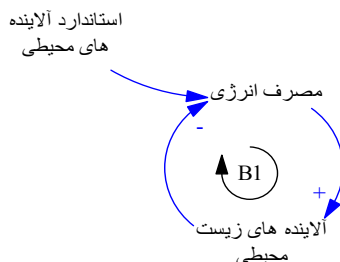 استاندارد آلاینده
های محیطی
مصرف انرژی
-
B1
+
آلاینده های زیست
محیطی